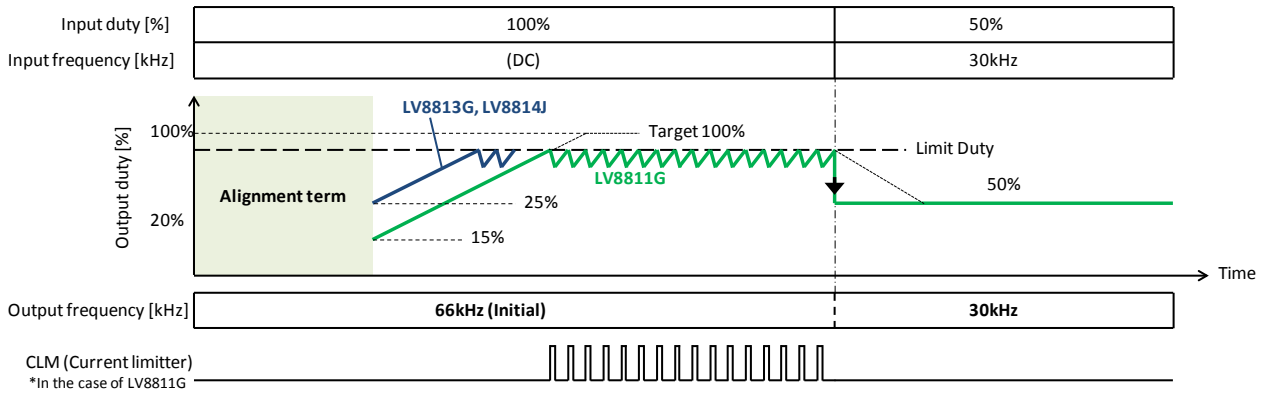 Input duty [%]
100%
50%
Input frequency [kHz]
(DC)
30kHz
LV8813G, LV8814J
Output duty [%]
100%
Target 100%
Limit Duty
LV8811G
Alignment term
50%
25%
20%
15%
Time
Output frequency [kHz]
66kHz (Initial)
30kHz
CLM (Current limitter)
*In the case of LV8811G